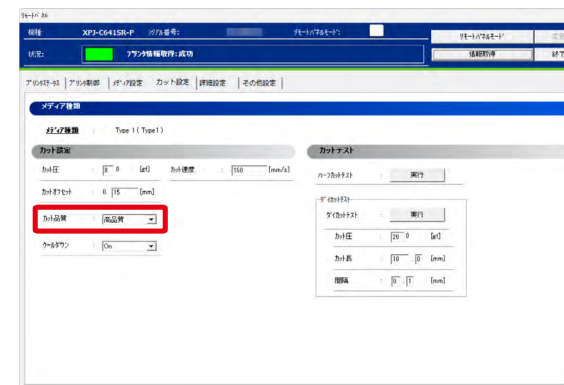 リモートパネル
機種 XPJ-C641SR-P シリアル番号: リモートパネルモード: リモートパネルモード
状況: プリンタ情報取得:成功 情報取得 終了
プリンタステータス プリンタ制御 メディア設定 カット設定 詳細設定 その他設定
メディア種類
メディア種類 : Type 1 ( Type1 )
カット設定 カットテスト
カット圧 : 8 0 [gf] カット速度 : 150 [mm/s]
ハーフカットテスト : 実行
カットオフセット : 0. 15 [mm]
ダイカットテスト
カット品質 : 高品質
ダイカットテスト : 実行
クールダウン : On
カット圧 : 20 0 [gf]
カット長 : 10 . 0 [mm]
間隔 : 0 . 1 [mm]